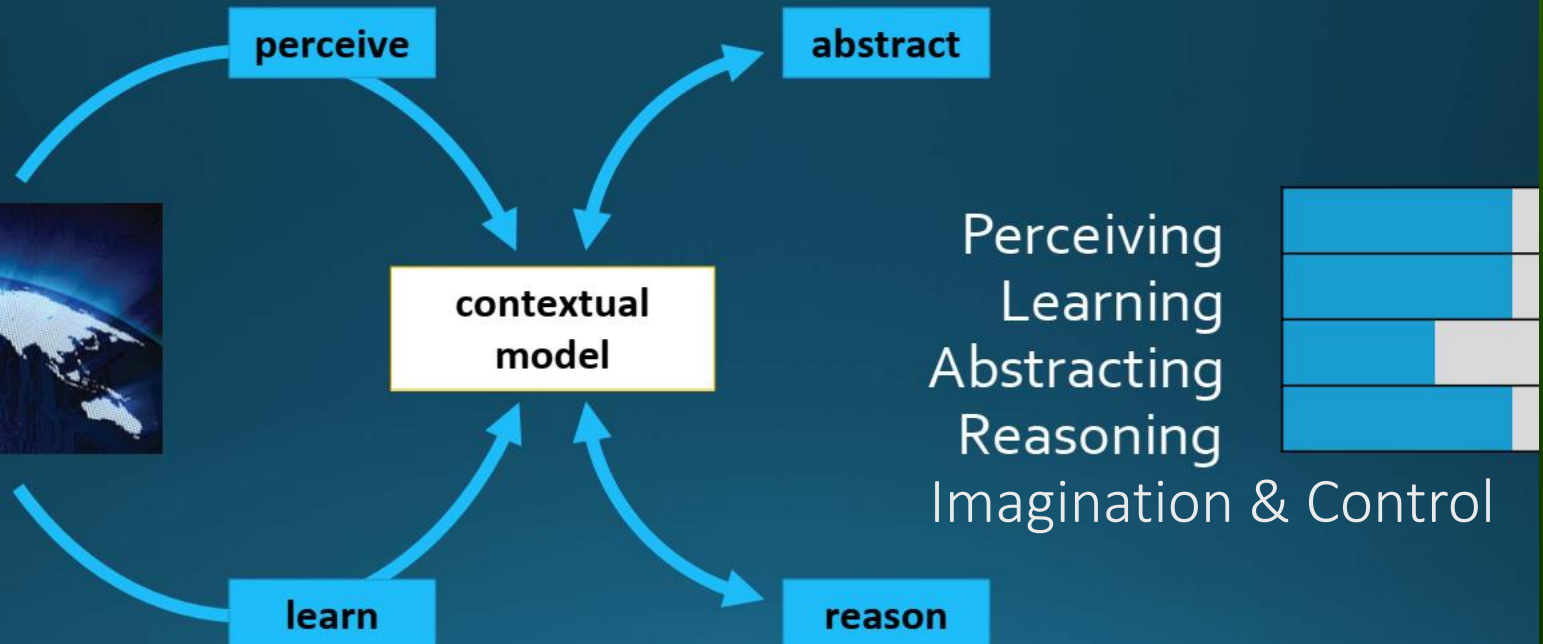 perceive
abstract
contextual
model
learn
reason
Perceiving
Learning
Abstracting
Reasoning
Imagination & Control